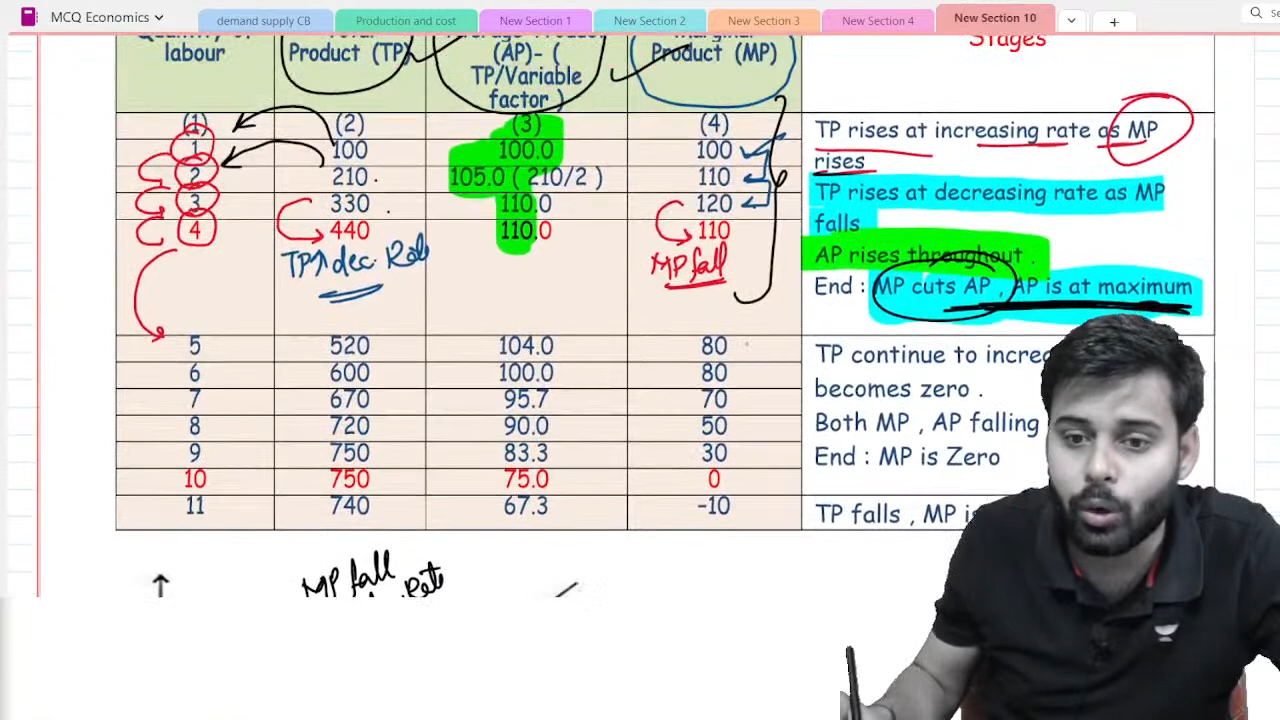 MCQ Economics
demand supply CB
Production and cost
New Section 1
New Section 2
New Section 3
New Section 4
New Section 10
+
labour
Product (TP)
(AP)- (
TP/Variable
factor )
Product (MP)
Stages
(1) (2) (3) (4)
1 100 100.0 100
2 210 105.0 ( 210/2 ) 110
3 330 110.0 120
4 440 110.0 110
TP↑ dec. Rate
MP fall
TP rises at increasing rate as MP
rises
TP rises at decreasing rate as MP
falls
AP rises throughout .
End : MP cuts AP , AP is at maximum
5 520 104.0 80
6 600 100.0 80
7 670 95.7 70
8 720 90.0 50
9 750 83.3 30
10 750 75.0 0
11 740 67.3 -10
TP continue to
becomes zero .
Both MP , AP falling
End : MP is Zero
TP falls , MP
MP fall
Rate